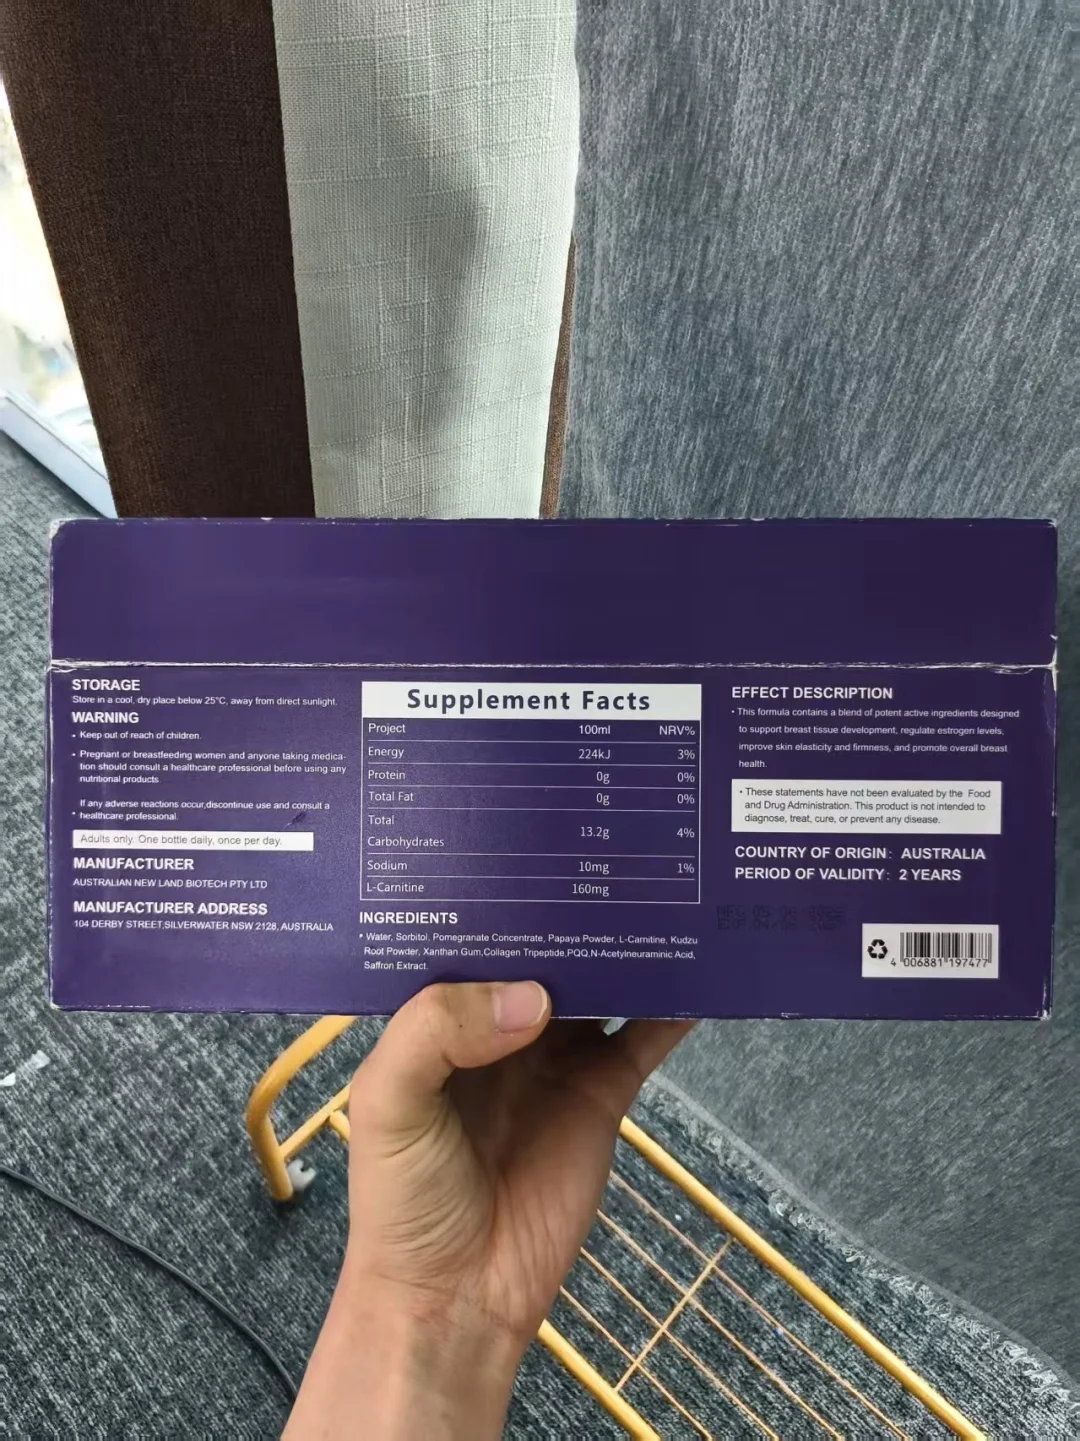 STORAGE
Store in a cool, dry place below 25°C, away from direct sunlight.
WARNING
• Keep out of reach of children.
• Pregnant or breastfeeding women and anyone taking medica-
tion should consult a healthcare professional before using any
nutritional products.
If any adverse reactions occur,discontinue use and consult a
• healthcare professional.
Adults only. One bottle daily, once per day.
MANUFACTURER
AUSTRALIAN NEW LAND BIOTECH PTY LTD
MANUFACTURER ADDRESS
104 DERBY STREET,SILVERWATER NSW 2128, AUSTRALIA
Supplement Facts
Project 100ml NRV%
Energy 224kJ 3%
Protein 0g 0%
Total Fat 0g 0%
Total
Carbohydrates 13.2g 4%
Sodium 10mg 1%
L-Carnitine 160mg
INGREDIENTS
• Water, Sorbitol, Pomegranate Concentrate, Papaya Powder, L-Carnitine, Kudzu
Root Powder, Xanthan Gum,Collagen Tripeptide,PQQ,N-Acetylneuraminic Acid,
Saffron Extract.
EFFECT DESCRIPTION
• This formula contains a blend of potent active ingredients designed
to support breast tissue development, regulate estrogen levels,
improve skin elasticity and firmness, and promote overall breast
health.
• These statements have not been evaluated by the Food
and Drug Administration. This product is not intended to
diagnose, treat, cure, or prevent any disease.
COUNTRY OF ORIGIN: AUSTRALIA
PERIOD OF VALIDITY: 2 YEARS
MFG 05/06/2025
EXP 04/06/
4 006881 197477